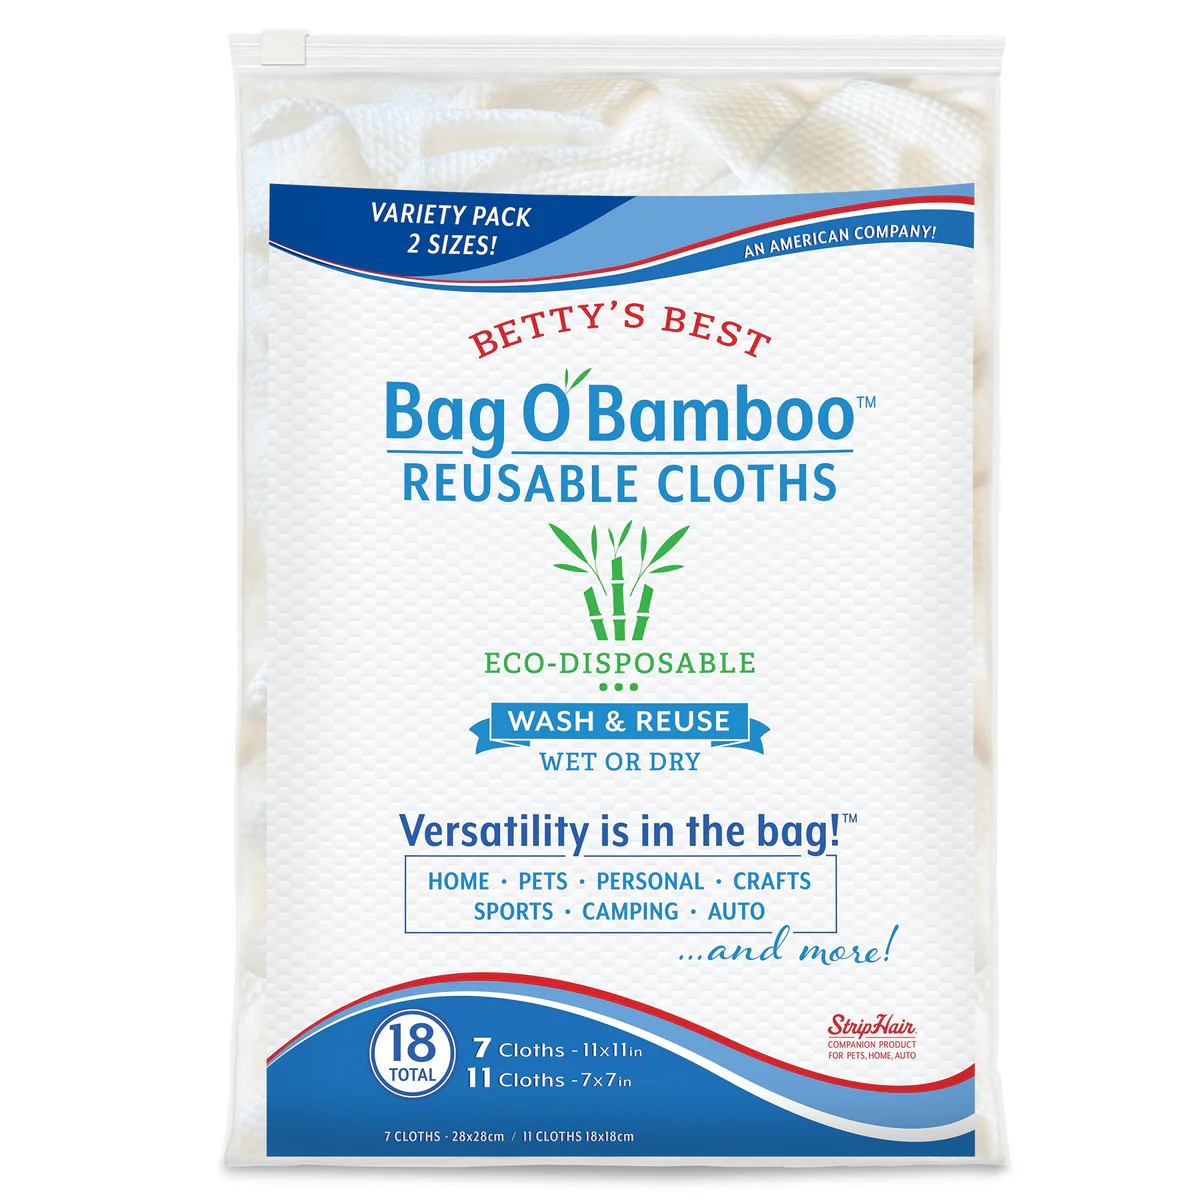 VARIETY PACK
2 SIZES!
AN AMERICAN COMPANY!
BETTY'S BEST
Bag O'Bamboo™
REUSABLE CLOTHS
ECO-DISPOSABLE
WASH & REUSE
WET OR DRY
Versatility is in the bag!™
HOME · PETS · PERSONAL · CRAFTS
SPORTS · CAMPING · AUTO
...and more!
18
TOTAL
7 Cloths - 11x11in
11 Cloths -7x7in
StripHair
COMPANION PRODUCT
FOR PETS, HOME, AUTO
7 CLOTHS - 28x28cm / 11 CLOTHS 18x18cm